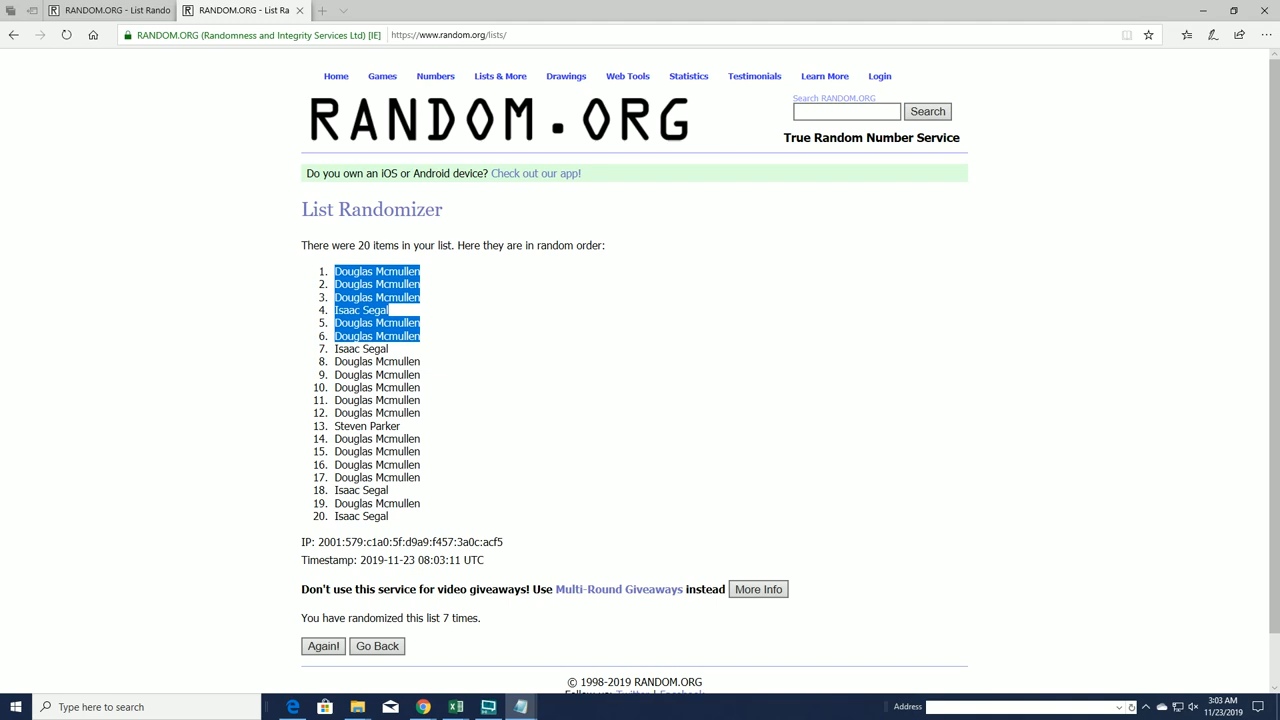 RANDOM.ORG - List Rando
RANDOM.ORG - List Ra
RANDOM.ORG (Randomness and Integrity Services Ltd) [IE]
https://www.random.org/lists/
Home Games Numbers Lists & More Drawings Web Tools Statistics Testimonials Learn More Login
RANDOM.ORG
Search RANDOM.ORG
Search
True Random Number Service
Do you own an iOS or Android device? Check out our app!
List Randomizer
There were 20 items in your list. Here they are in random order:
1. Douglas Mcmullen
2. Douglas Mcmullen
3. Douglas Mcmullen
4. Isaac Segal
5. Douglas Mcmullen
6. Douglas Mcmullen
7. Isaac Segal
8. Douglas Mcmullen
9. Douglas Mcmullen
10. Douglas Mcmullen
11. Douglas Mcmullen
12. Douglas Mcmullen
13. Steven Parker
14. Douglas Mcmullen
15. Douglas Mcmullen
16. Douglas Mcmullen
17. Douglas Mcmullen
18. Isaac Segal
19. Douglas Mcmullen
20. Isaac Segal
IP: 2001:579:c1a0:5f:d9a9:f457:3a0c:acf5
Timestamp: 2019-11-23 08:03:11 UTC
Don't use this service for video giveaways! Use Multi-Round Giveaways instead More Info
You have randomized this list 7 times.
Again! Go Back
© 1998-2019 RANDOM.ORG
Follow us: Twitter | Facebook
Type here to search
Address
3:03 AM
11/23/2019